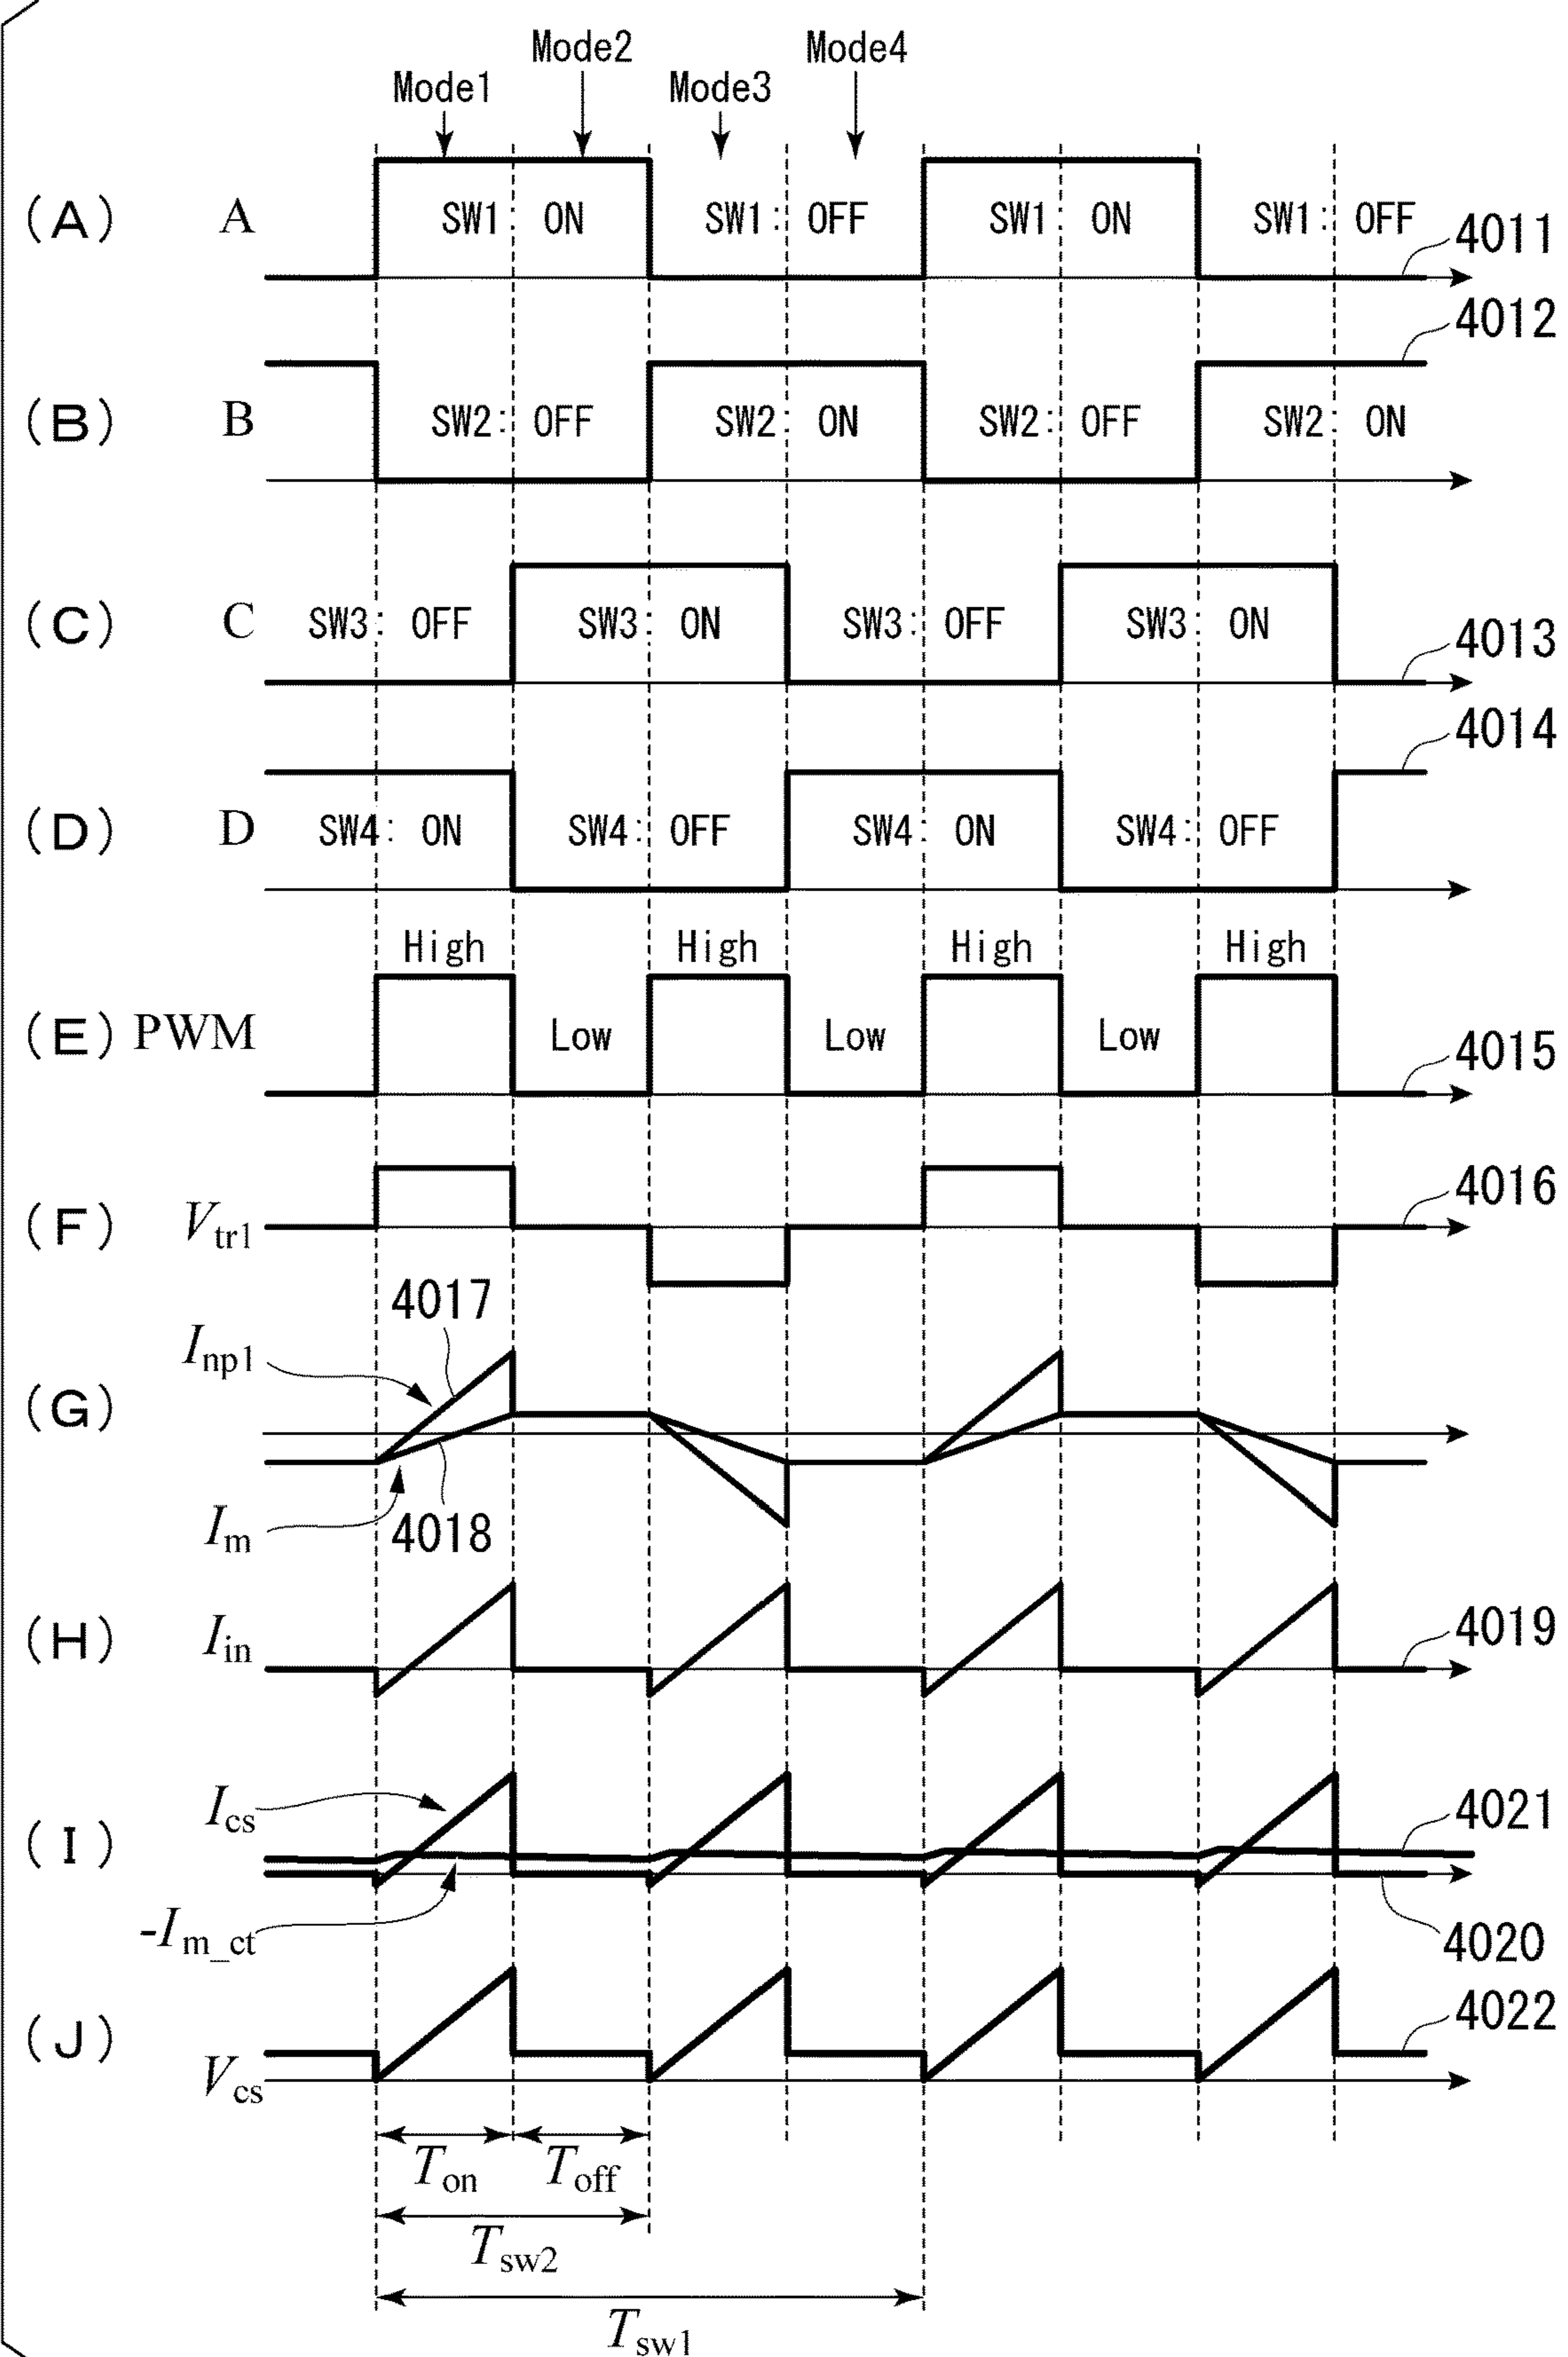 Mode1 Mode2 Mode3 Mode4
(A) A SW1: ON SW1: OFF SW1: ON SW1: OFF 4011
4012
(B) B SW2: OFF SW2: ON SW2: OFF SW2: ON
(C) C SW3: OFF SW3: ON SW3: OFF SW3: ON 4013
4014
(D) D SW4: ON SW4: OFF SW4: ON SW4: OFF
High High High High
(E) PWM Low Low Low 4015
(F) Vtr1 4016
4017
Inp1
(G)
Im 4018
(H) Iin 4019
Ics
(I) 4021
-Im_ct 4020
(J) 4022
Vcs
Ton Toff
Tsw2
Tsw1